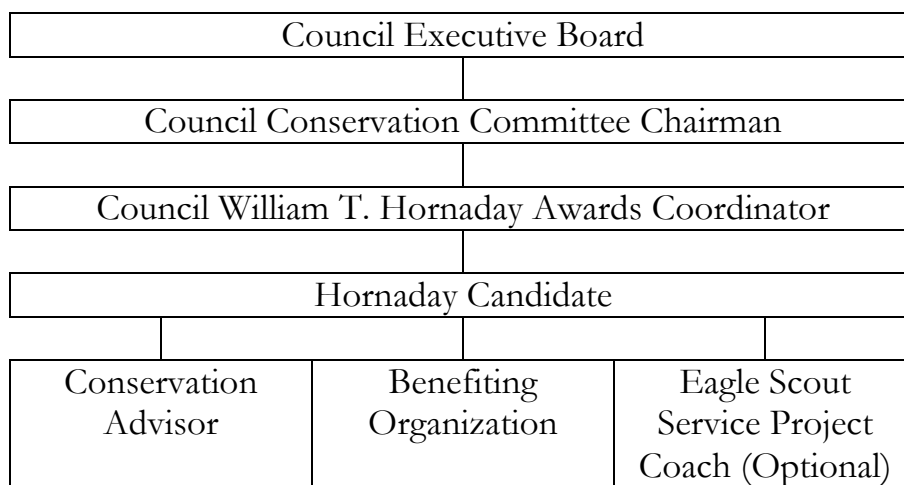 Council Executive Board
Council Conservation Committee Chairman
Council William T. Hornaday Awards Coordinator
Hornaday Candidate
Conservation
Advisor
Benefiting
Organization
Eagle Scout
Service Project
Coach (Optional)